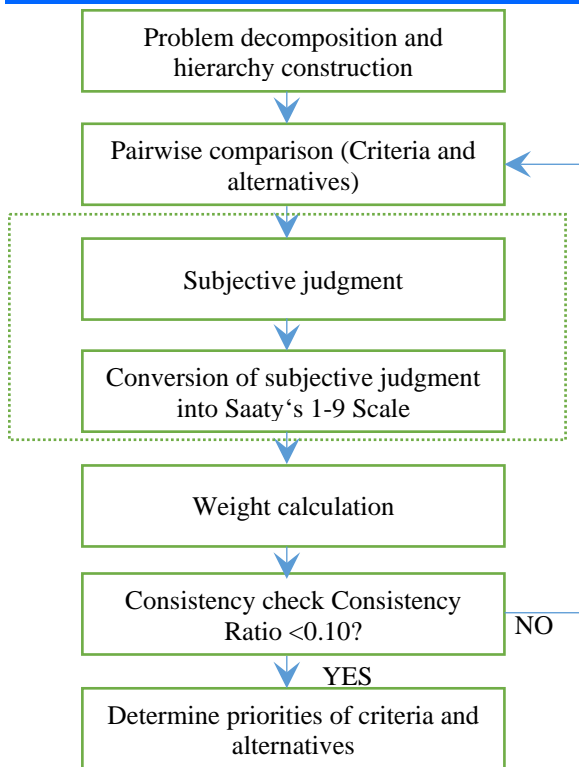 Problem decomposition and
hierarchy construction
Pairwise comparison (Criteria and
alternatives)
Subjective judgment
Conversion of subjective judgment
into Saaty‘s 1-9 Scale
Weight calculation
Consistency check Consistency
Ratio <0.10?
NO
YES
Determine priorities of criteria and
alternatives